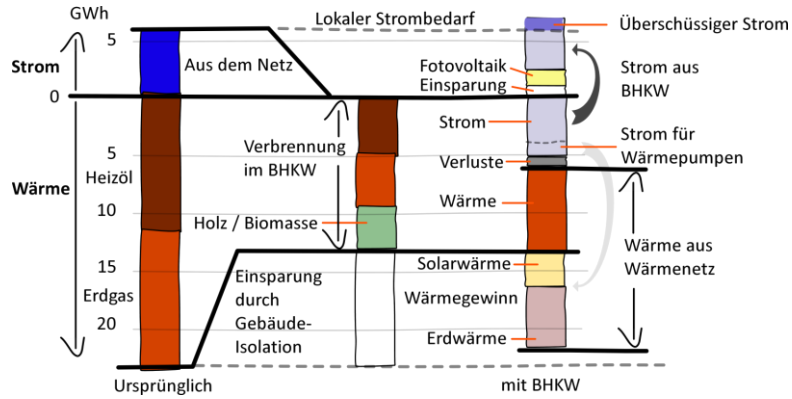 GWh
Lokaler Strombedarf
Überschüssiger Strom
5
Strom
Aus dem Netz
Fotovoltaik
Einsparung
Strom aus
BHKW
0
Strom
Verbrennung
im BHKW
Strom für
Wärmepumpen
5
Verluste
Heizöl
Wärme
Wärme
10
Holz / Biomasse
Wärme aus
Wärmenetz
15
Solarwärme
Einsparung
durch
Gebäude-
Isolation
Erdgas
Wärmegewinn
20
Erdwärme
Ursprünglich
mit BHKW